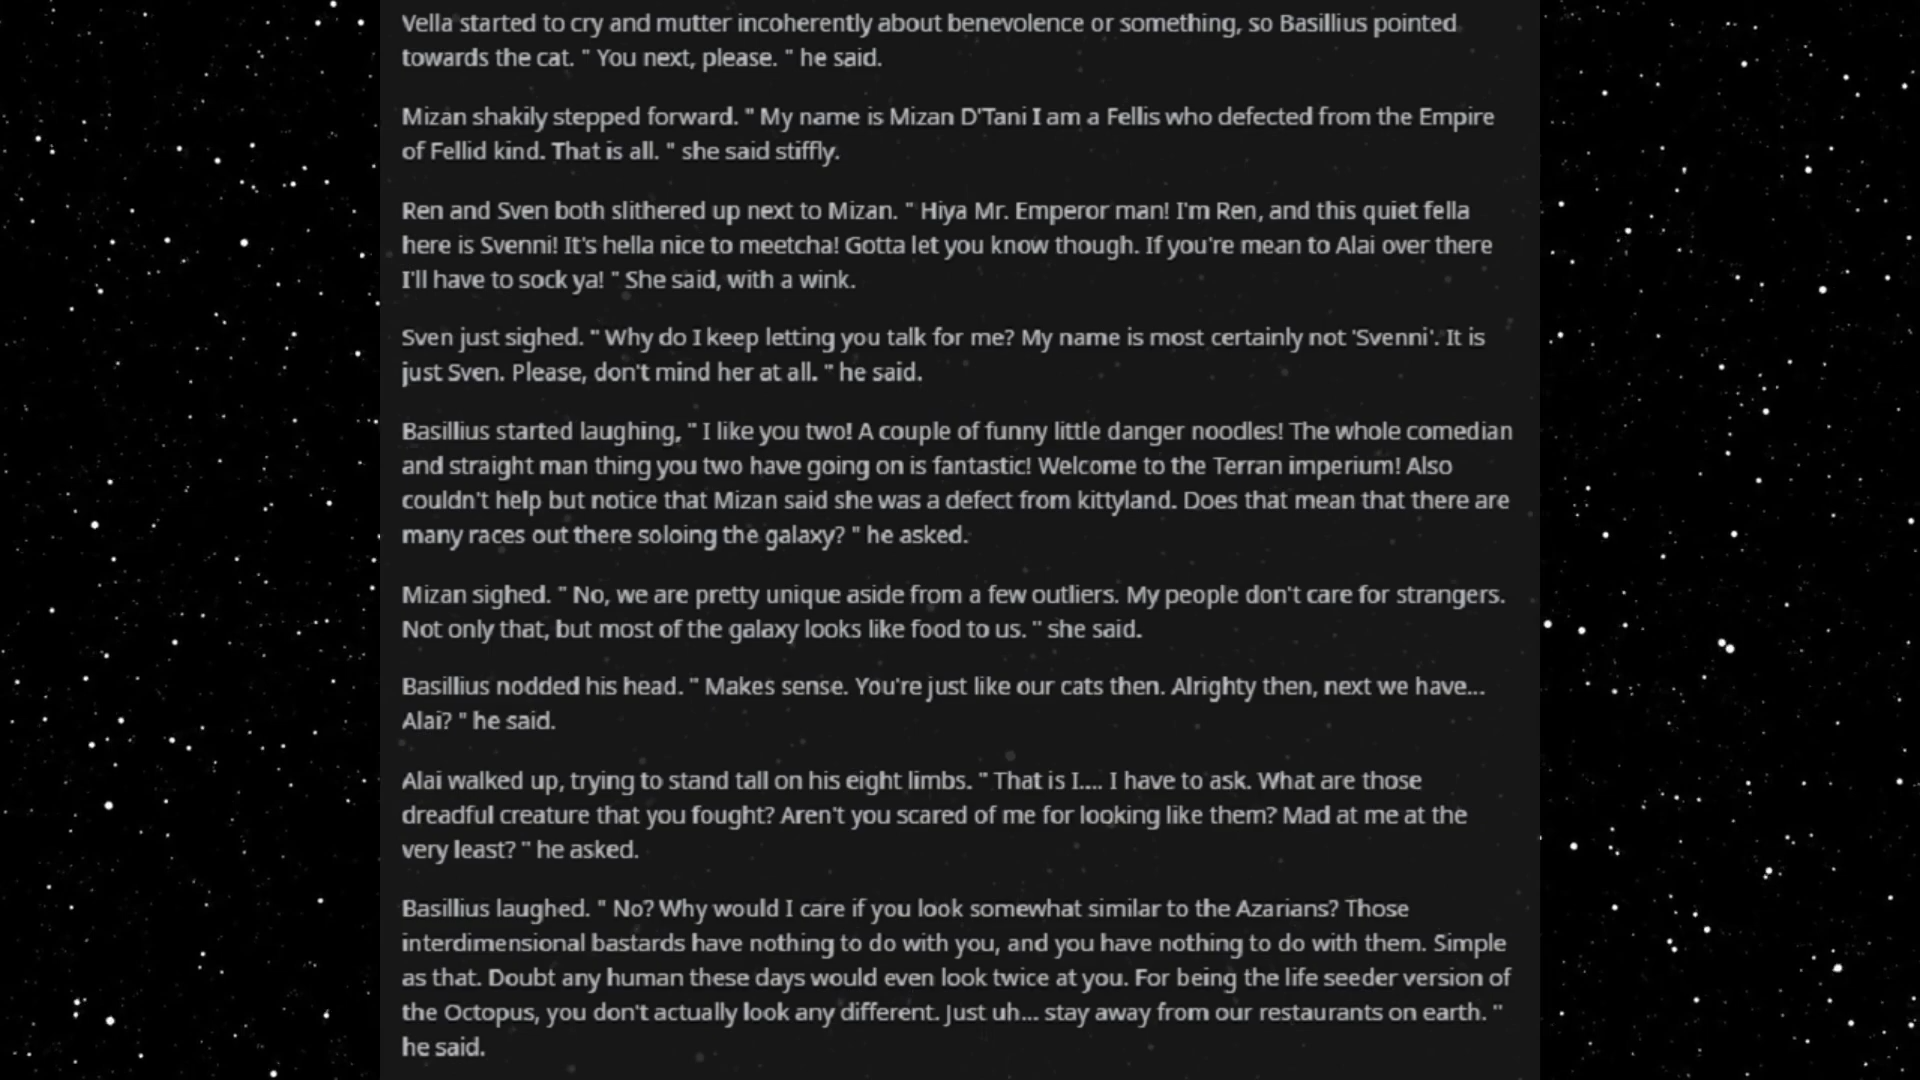 Vella started to cry and mutter incoherently about benevolence or something, so Basillius pointed
towards the cat. " You next, please. " he said.
Mizan shakily stepped forward. " My name is Mizan D'Tani I am a Fellis who defected from the Empire
of Fellid kind. That is all. " she said stiffly.
Ren and Sven both slithered up next to Mizan. " Hiya Mr. Emperor man! I'm Ren, and this quiet fella
here is Svenni! It's hella nice to meetcha! Gotta let you know though. If you're mean to Alai over there
I'll have to sock ya! " She said, with a wink.
Sven just sighed. " Why do I keep letting you talk for me? My name is most certainly not 'Svenni'. It is
just Sven. Please, don't mind her at all. " he said.
Basillius started laughing, " I like you two! A couple of funny little danger noodles! The whole comedian
and straight man thing you two have going on is fantastic! Welcome to the Terran imperium! Also
couldn't help but notice that Mizan said she was a defect from kittyland. Does that mean that there are
many races out there soloing the galaxy? " he asked.
Mizan sighed. " No, we are pretty unique aside from a few outliers. My people don't care for strangers.
Not only that, but most of the galaxy looks like food to us. " she said.
Basillius nodded his head. " Makes sense. You're just like our cats then. Alrighty then, next we have...
Alai? " he said.
Alai walked up, trying to stand tall on his eight limbs. " That is I.... I have to ask. What are those
dreadful creature that you fought? Aren't you scared of me for looking like them? Mad at me at the
very least? " he asked.
Basillius laughed. " No? Why would I care if you look somewhat similar to the Azarians? Those
interdimensional bastards have nothing to do with you, and you have nothing to do with them. Simple
as that. Doubt any human these days would even look twice at you. For being the life seeder version of
the Octopus, you don't actually look any different. Just uh... stay away from our restaurants on earth. "
he said.